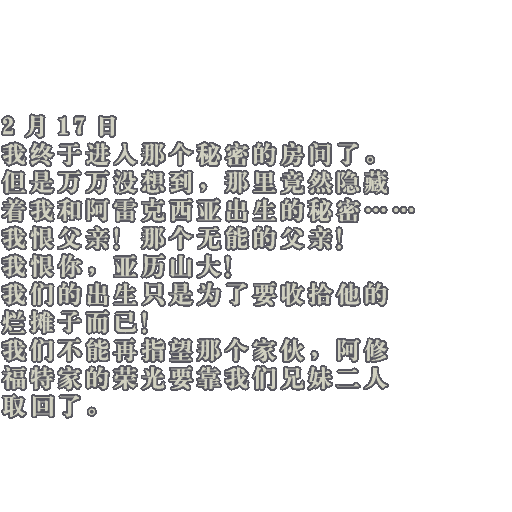 2 月 17 日
我终于进入那个秘密的房间了。
但是万万没想到，那里竟然隐藏
着我和阿雷克西亚出生的秘密……
我恨父亲！那个无能的父亲！
我恨你，亚历山大！
我们的出生只是为了要收拾他的
烂摊子而已！
我们不能再指望那个家伙，阿修
福特家的荣光要靠我们兄妹二人
取回了。